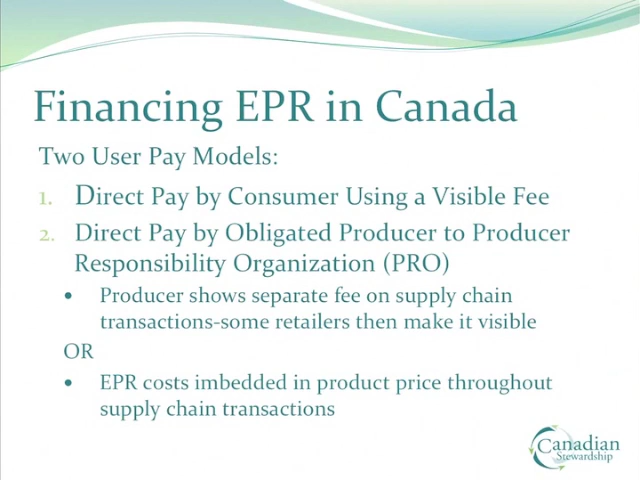 Financing EPR in Canada
Two User Pay Models:
1. Direct Pay by Consumer Using a Visible Fee
2. Direct Pay by Obligated Producer to Producer
Responsibility Organization (PRO)
• Producer shows separate fee on supply chain
transactions-some retailers then make it visible
OR
• EPR costs imbedded in product price throughout
supply chain transactions
Canadian
Stewardship